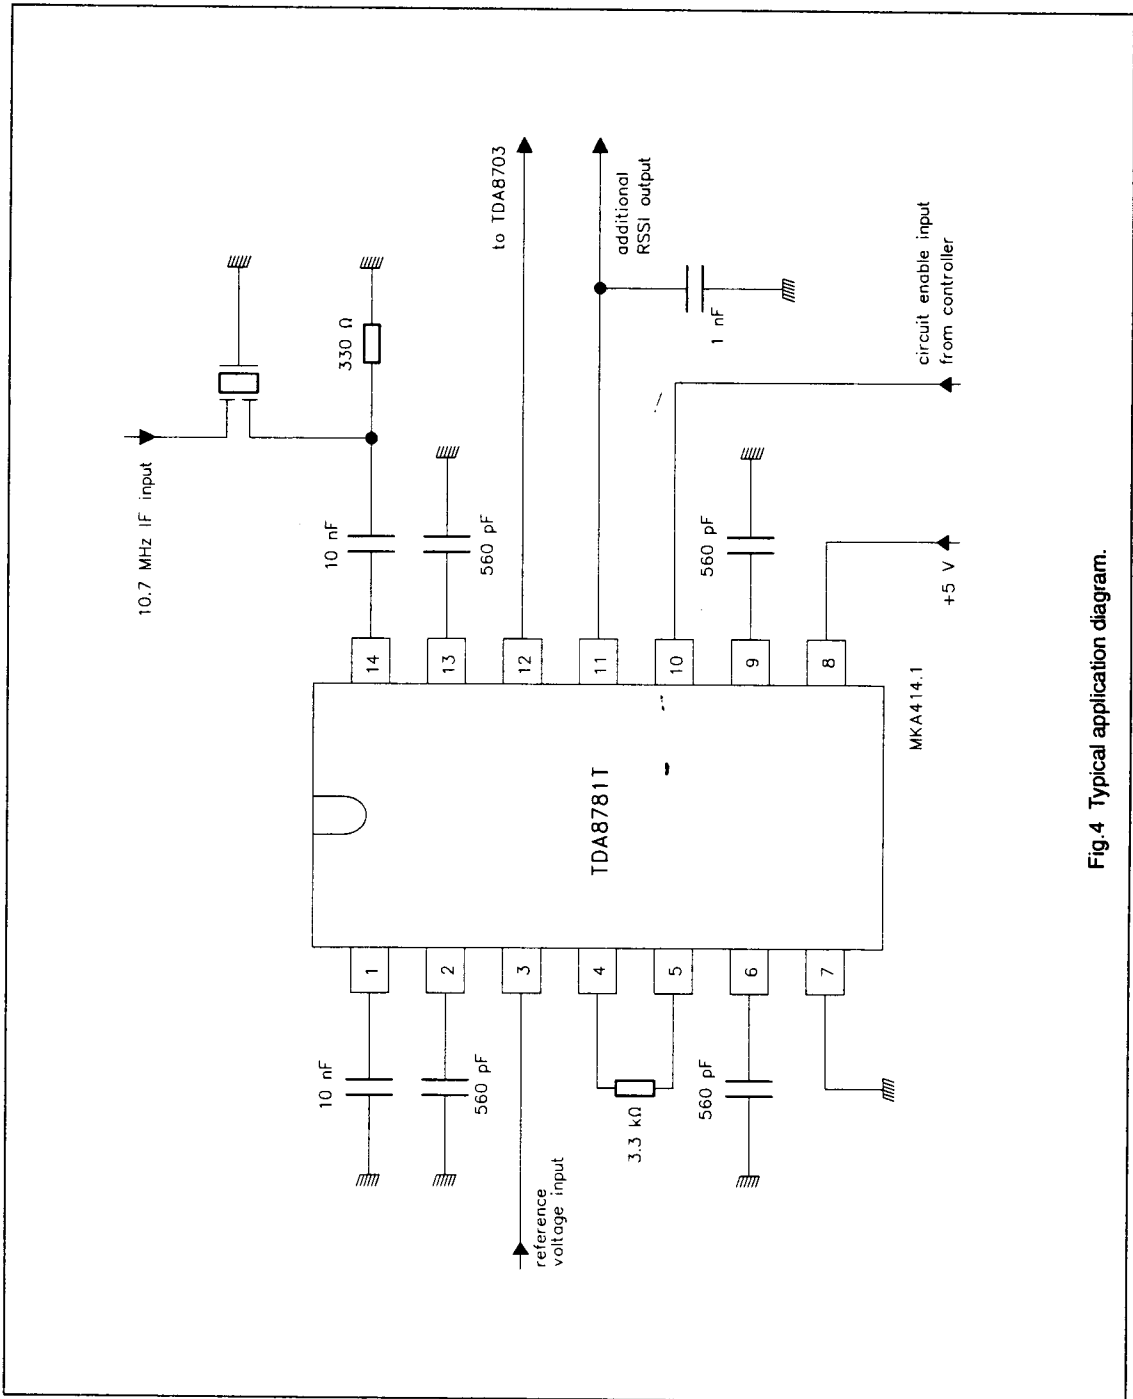 10.7 MHz IF input
330 Ω
10 nF
560 pF
to TDA8703
additional
RSSI output
1 nF
circuit enable input
from controller
560 pF
+5 V
14
13
12
11
10
9
8
TDA8781T
MKA414.1
1
2
3
4
5
6
7
10 nF
560 pF
reference
voltage input
3.3 kΩ
560 pF
Fig.4 Typical application diagram.